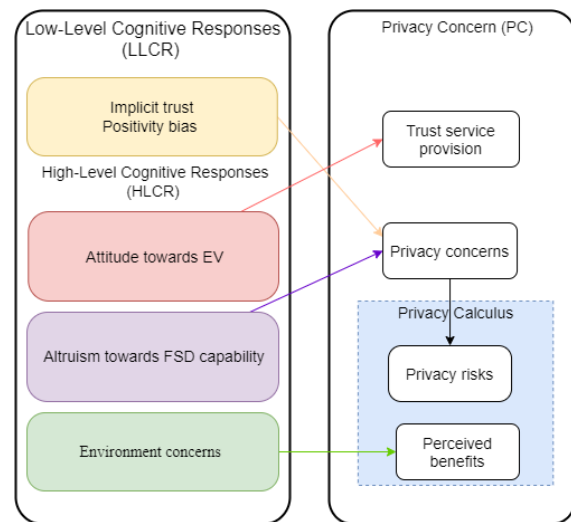 Low-Level Cognitive Responses
(LLCR)
Implicit trust
Positivity bias
High-Level Cognitive Responses
(HLCR)
Attitude towards EV
Altruism towards FSD capability
Environment concerns
Privacy Concern (PC)
Trust service
provision
Privacy concerns
Privacy Calculus
Privacy risks
Perceived
benefits